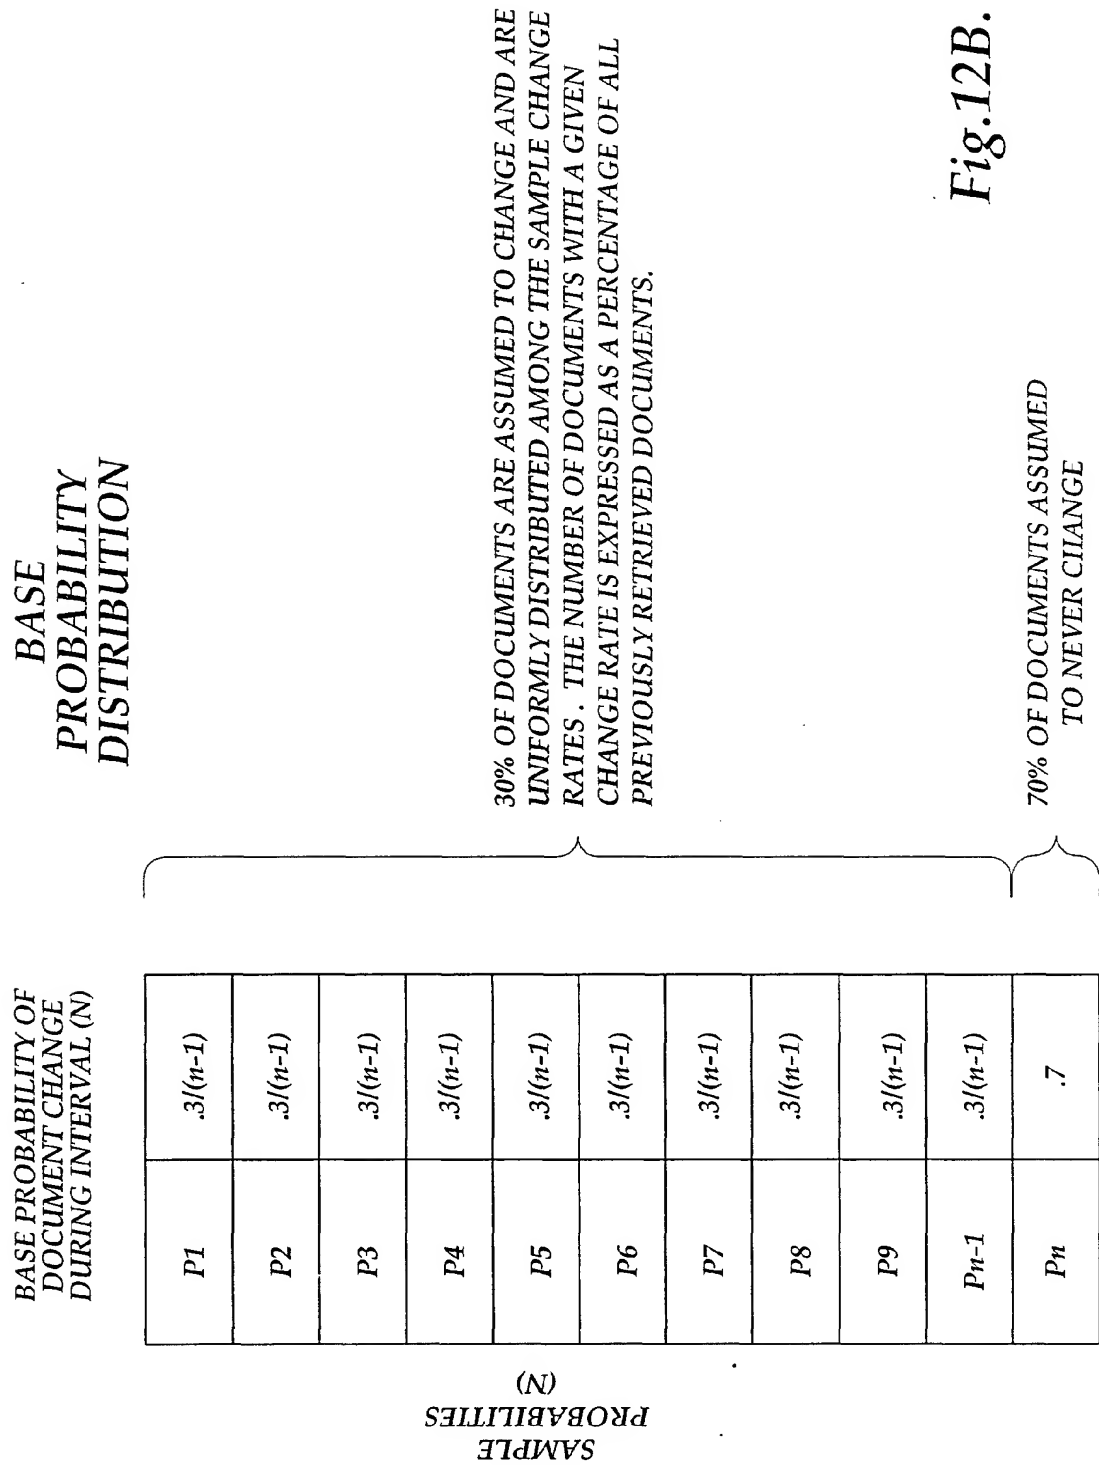 BASE
PROBABILITY
DISTRIBUTION
BASE PROBABILITY OF
DOCUMENT CHANGE
DURING INTERVAL (N)
SAMPLE
PROBABILITIES
(N)
P1 .3/(n-1)
P2 .3/(n-1)
P3 .3/(n-1)
P4 .3/(n-1)
P5 .3/(n-1)
P6 .3/(n-1)
P7 .3/(n-1)
P8 .3/(n-1)
P9 .3/(n-1)
Pn-1 .3/(n-1)
Pn .7
30% OF DOCUMENTS ARE ASSUMED TO CHANGE AND ARE
UNIFORMLY DISTRIBUTED AMONG THE SAMPLE CHANGE
RATES. THE NUMBER OF DOCUMENTS WITH A GIVEN
CHANGE RATE IS EXPRESSED AS A PERCENTAGE OF ALL
PREVIOUSLY RETRIEVED DOCUMENTS.
70% OF DOCUMENTS ASSUMED
TO NEVER CHANGE
Fig.12B.